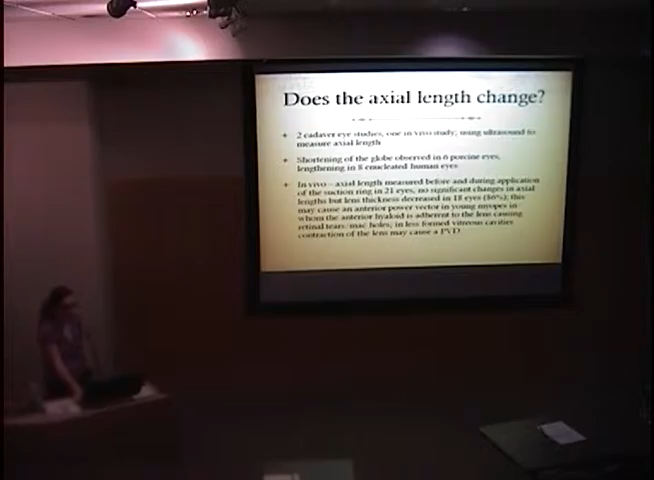 Does the axial length change?
2 cadaver eye studies, one in vivo study; using ultrasound to
measure axial length
Shortening of the globe observed in 6 porcine eyes,
lengthening in 8 enucleated human eyes
In vivo – axial length measured before and during application
of the suction ring in 21 eyes, no significant changes in axial
lengths but lens thickness decreased in 18 eyes (86%); this
may cause an anterior power vector in young myopes in
whom the anterior hyaloid is adherent to the lens causing
retinal tears/mac holes; in less formed vitreous cavities
contraction of the lens may cause a PVD